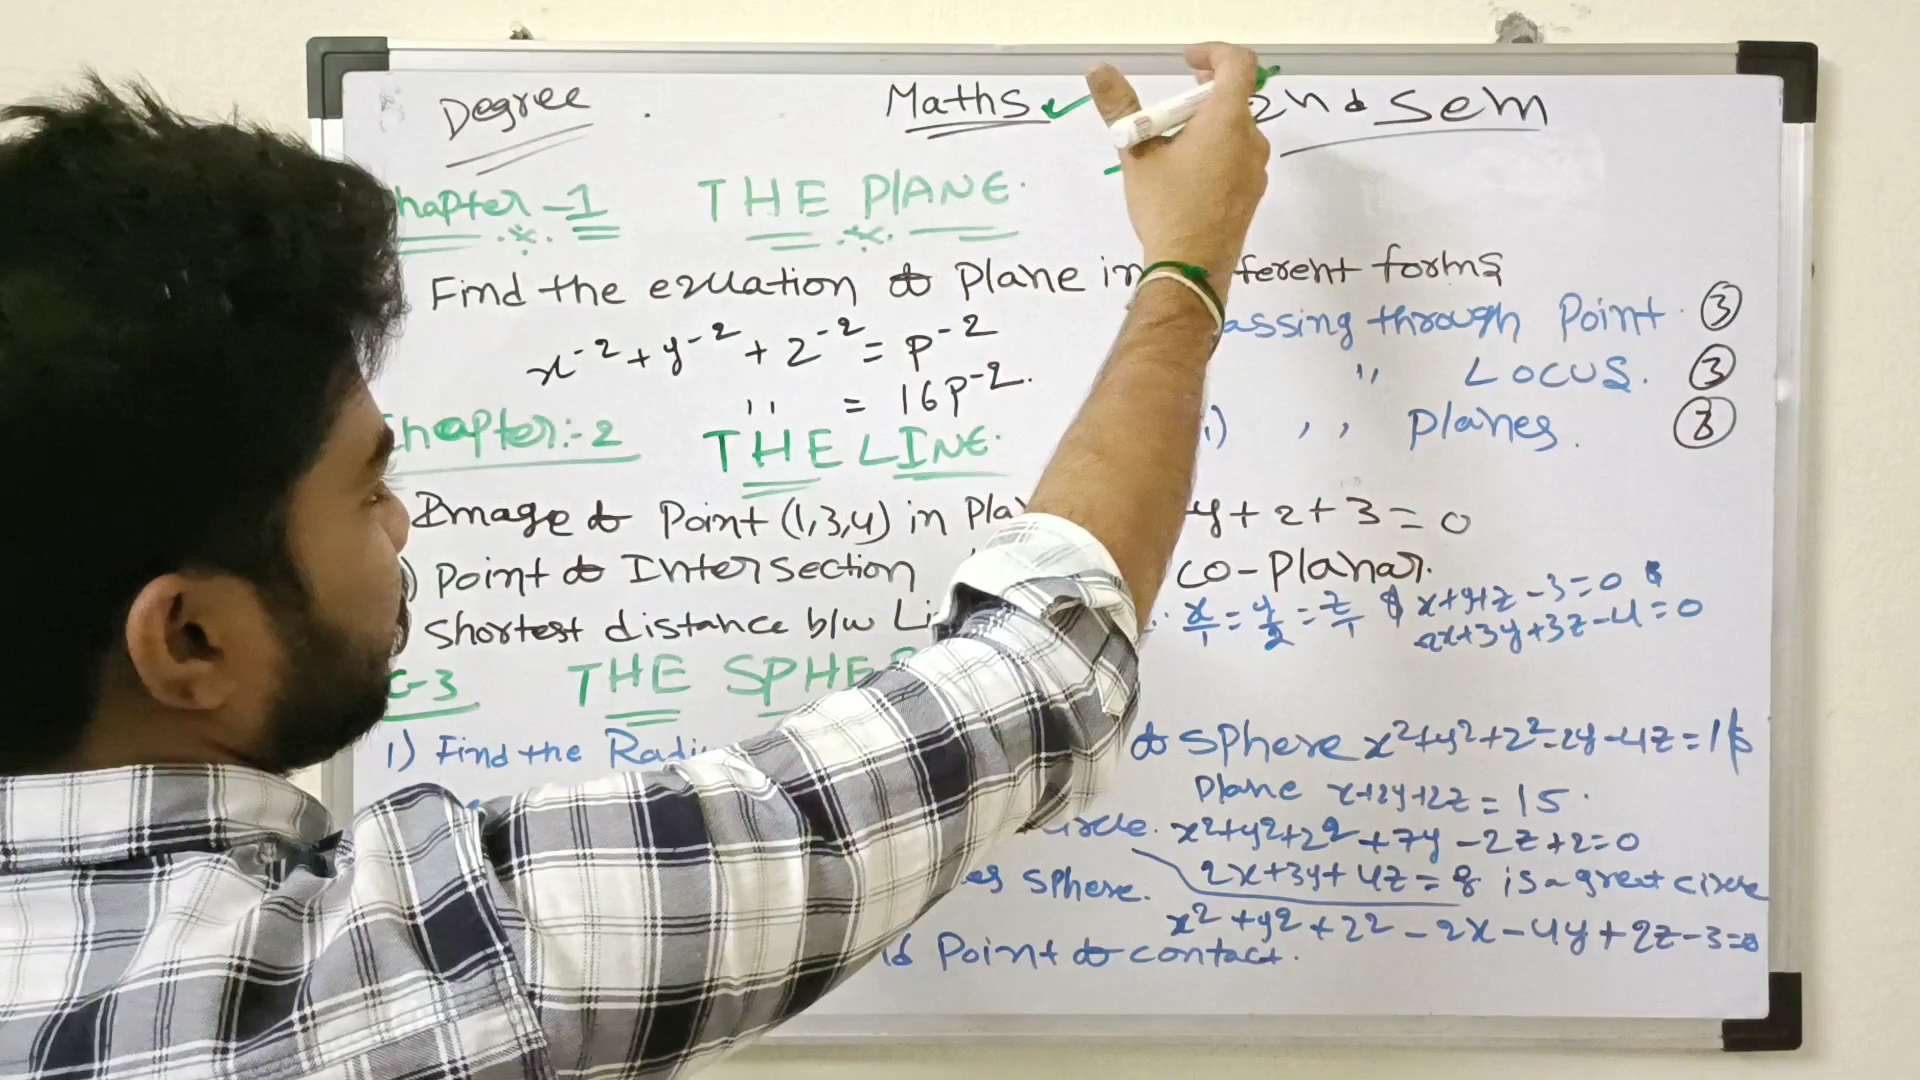 Degree . Maths 2nd Sem
Chapter-1 THE PLANE.
Find the equation of Plane in different forms
x⁻² + y⁻² + z⁻² = p⁻²
Passing through Point 3
,, = 16p⁻².
,, LOCUS. 3
Chapter:-2 THE LINE.
i) ,, Planes. 3
Image of Point (1,3,4) in Pla y+z+3=0
) Point of Intersection Co-Planar.
) Shortest distance b/w Li x/1 = y/2 = z/1 & x+y+z-3=0
2x+3y+3z-4=0
C-3 THE SPHE
1) Find the Radi of Sphere x²+y²+z²-2y-4z=11
Plane x+2y+2z=15.
circle. x²+y²+z²+7y-2z+2=0
es Sphere. 2x+3y+4z=8 is a great circle
x²+y²+z²-2x-4y+2z-3=0
Point of contact.